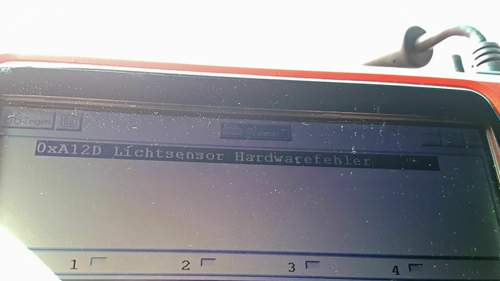 0xA12D Lichtsensor Hardwarefehler
1 2 3 4